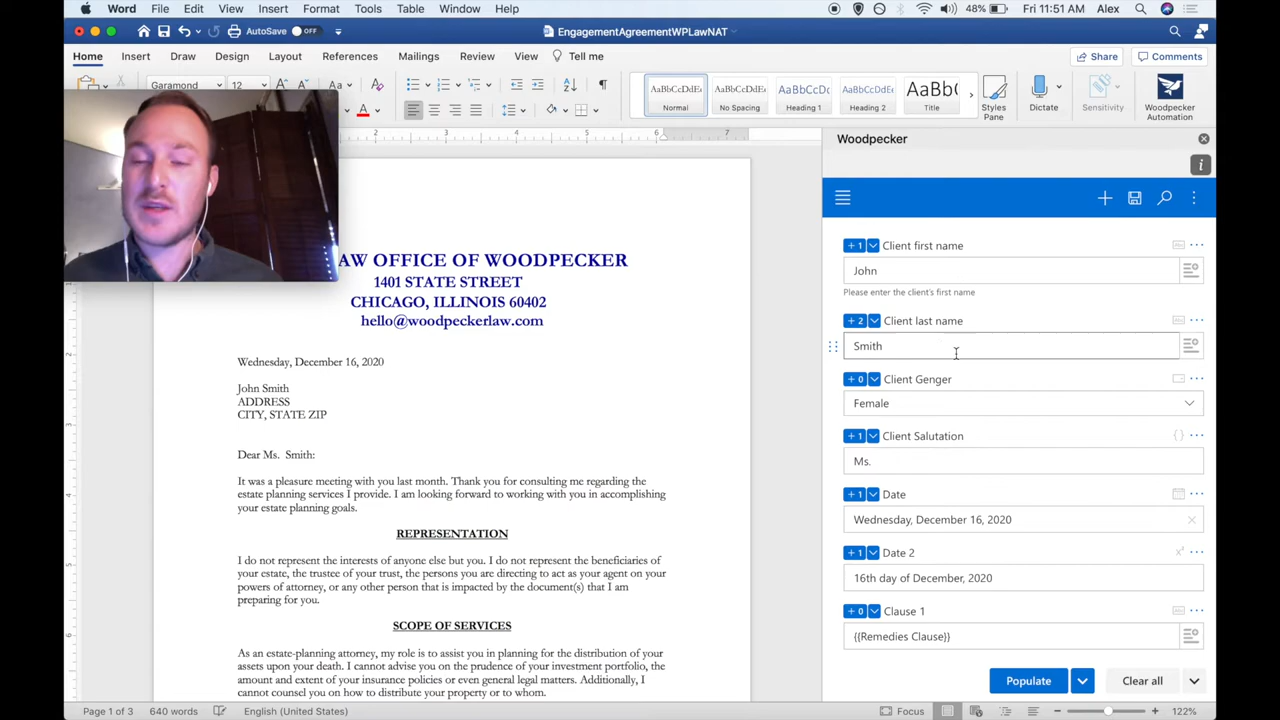 Word File Edit View Insert Format Tools Table Window Help 48% Fri 11:51 AM Alex
AutoSave OFF EngagementAgreementWPLawNAT
Home Insert Draw Design Layout References Mailings Review View Tell me Share Comments
Garamond 12 AaBbCcDdEe AaBbCcDdEe AaBbCcDc AaBbCcDdEe AaBb( Styles Pane Dictate Sensitivity Woodpecker Automation
Normal No Spacing Heading 1 Heading 2 Title
2 3 4 5 6 7
Woodpecker
AW OFFICE OF WOODPECKER
1401 STATE STREET
CHICAGO, ILLINOIS 60402
hello@woodpeckerlaw.com
Wednesday, December 16, 2020
John Smith
ADDRESS
CITY, STATE ZIP
Dear Ms. Smith:
It was a pleasure meeting with you last month. Thank you for consulting me regarding the
estate planning services I provide. I am looking forward to working with you in accomplishing
your estate planning goals.
REPRESENTATION
I do not represent the interests of anyone else but you. I do not represent the beneficiaries of
your estate, the trustee of your trust, the persons you are directing to act as your agent on your
powers of attorney, or any other person that is impacted by the document(s) that I am
preparing for you.
SCOPE OF SERVICES
As an estate-planning attorney, my role is to assist you in planning for the distribution of your
assets upon your death. I cannot advise you on the prudence of your investment portfolio, the
amount and extent of your insurance policies or even general legal matters. Additionally, I
cannot counsel you on how to distribute your property or to whom.
+ 1 Client first name
John
Please enter the client's first name
+ 2 Client last name
Smith
+ 0 Client Genger
Female
+ 1 Client Salutation
Ms.
+ 1 Date
Wednesday, December 16, 2020
+ 1 Date 2
16th day of December, 2020
+ 0 Clause 1
{{Remedies Clause}}
Populate Clear all
Page 1 of 3 640 words English (United States) Focus 122%